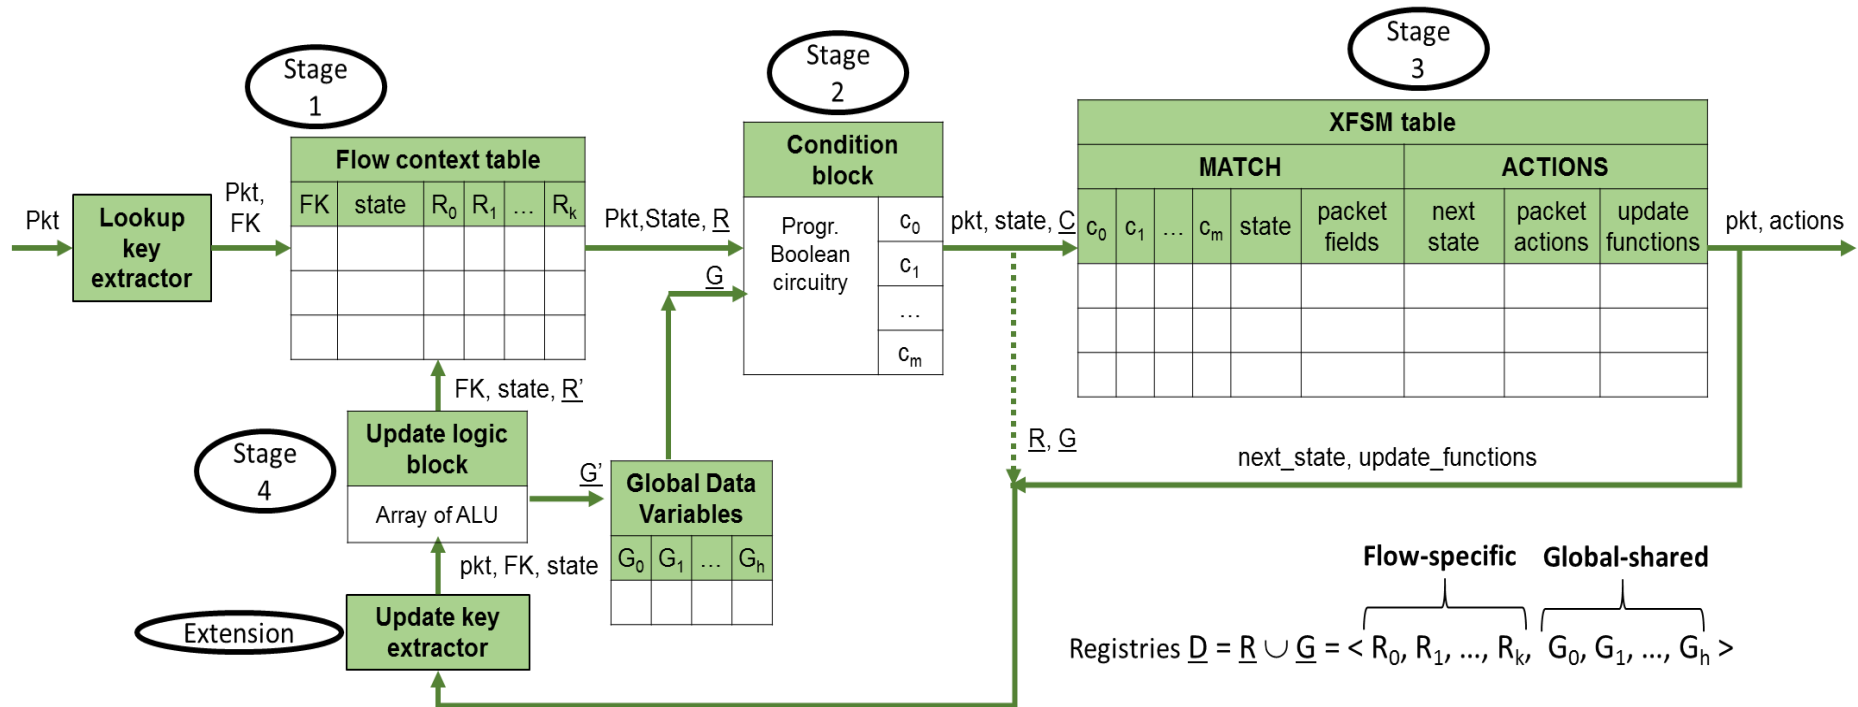 Stage
1
Stage
2
Stage
3
Pkt
Lookup
key
extractor
Pkt,
FK
Flow context table
FK state R0 R1 … Rk
Pkt,State, R
G
Condition
block
Progr.
Boolean
circuitry
c0
c1
…
cm
pkt, state, C
XFSM table
MATCH ACTIONS
c0 c1 … cm state packet fields next state packet actions update functions
pkt, actions
FK, state, R’
Stage
4
Update logic
block
Array of ALU
G’
Global Data
Variables
G0 G1 … Gh
R, G
next_state, update_functions
pkt, FK, state
Extension
Update key
extractor
Flow-specific Global-shared
Registries D = R ∪ G = < R0, R1, …, Rk, G0, G1, …, Gh >